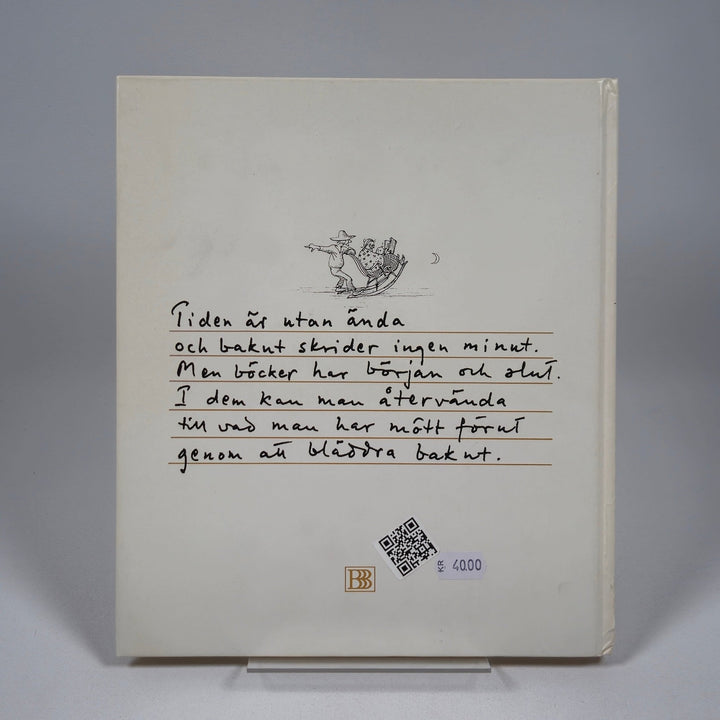 Tiden är utan ända
och bakut skrider ingen minut.
Men böcker har början och slut.
I dem kan man återvända
till vad man har mött förut
genom att bläddra bakut.
BBB
KR 40.00